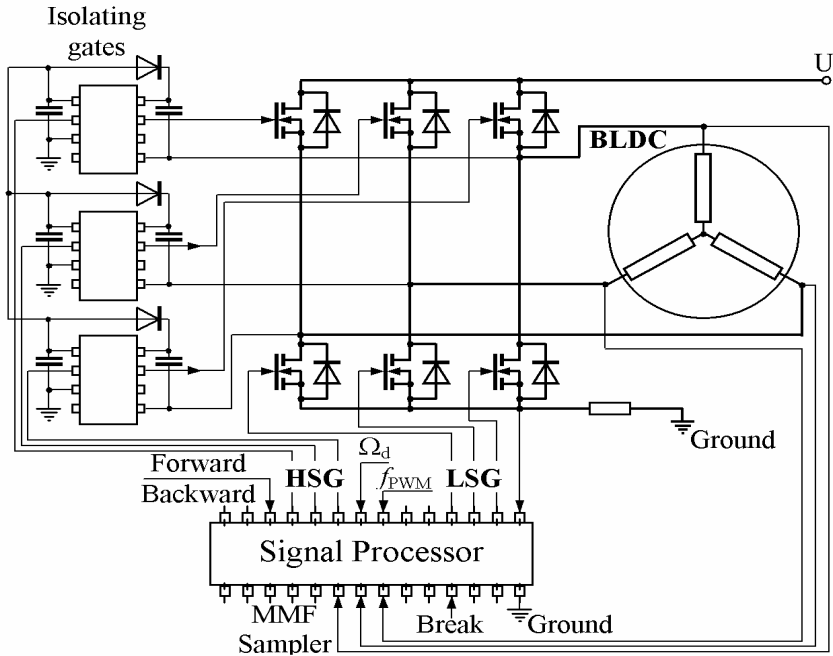 Isolating
gates
U
BLDC
Ground
Forward
Backward
HSG
Ωd
fPWM
LSG
Signal Processor
MMF
Sampler
Break
Ground